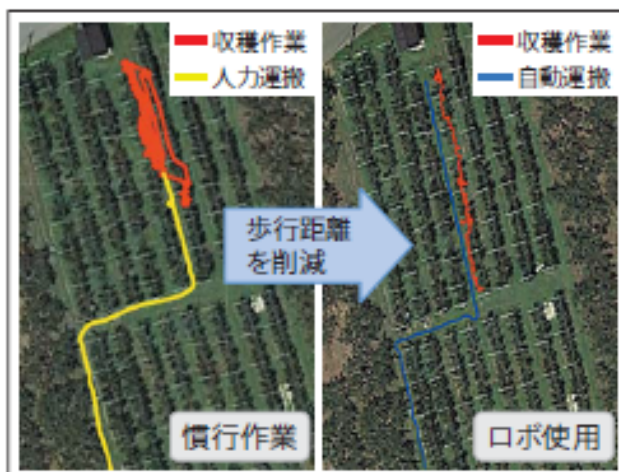 収穫作業
人力運搬
収穫作業
自動運搬
歩行距離
を削減
慣行作業
ロボ使用